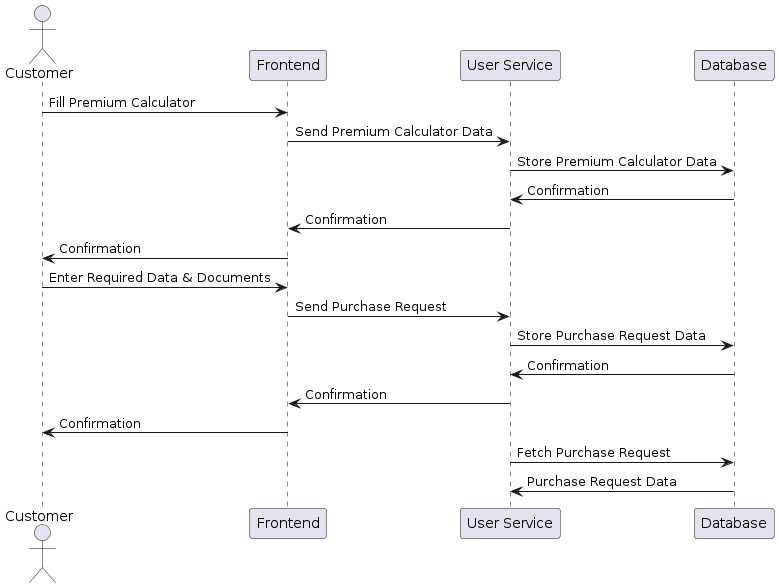 Customer
Frontend
User Service
Database
Fill Premium Calculator
Send Premium Calculator Data
Store Premium Calculator Data
Confirmation
Confirmation
Confirmation
Enter Required Data & Documents
Send Purchase Request
Store Purchase Request Data
Confirmation
Confirmation
Confirmation
Fetch Purchase Request
Purchase Request Data
Customer
Frontend
User Service
Database